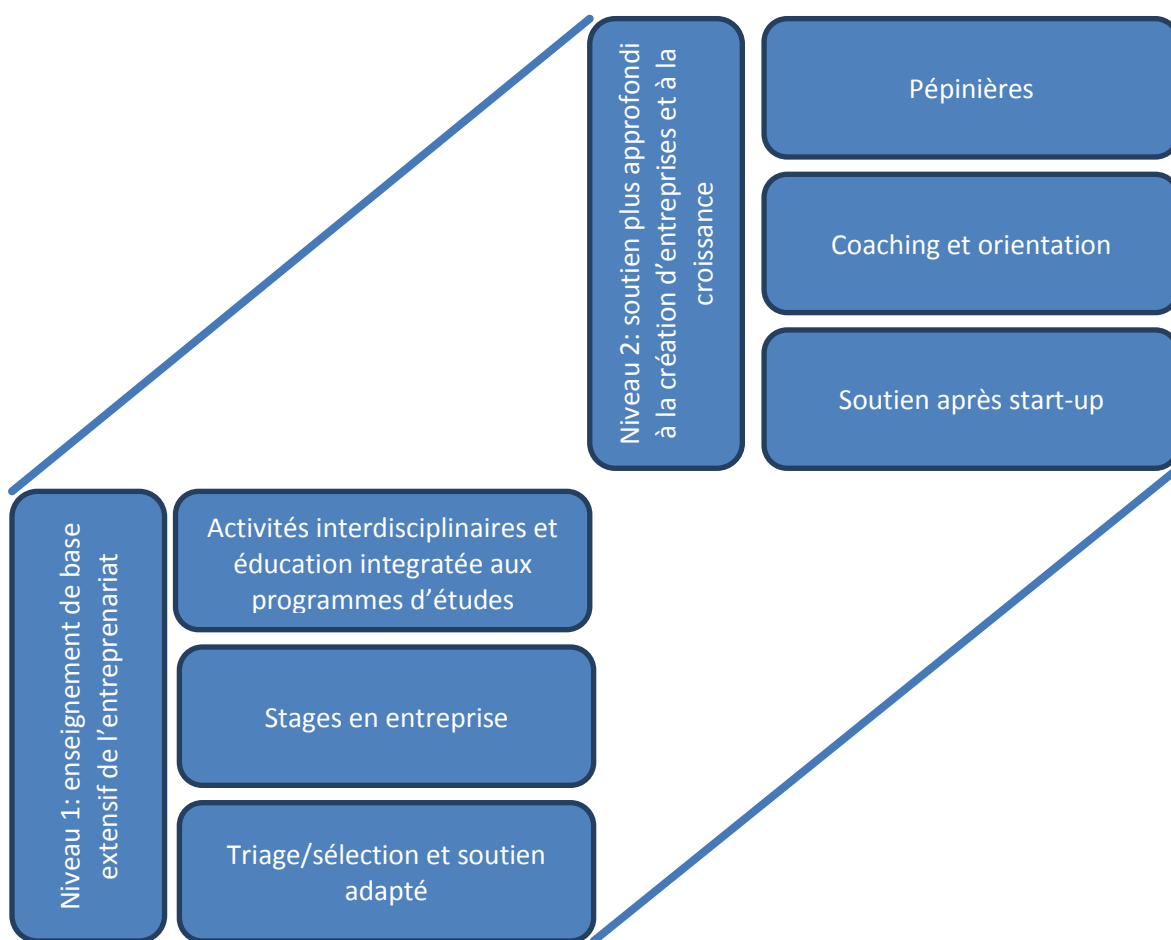 Niveau 2: soutien plus approfondi
à la création d’entreprises et à la
croissance
Pépinières
Coaching et orientation
Soutien après start-up
Niveau 1: enseignement de base
extensif de l’entreprenariat
Activités interdisciplinaires et
éducation integratée aux
programmes d’études
Stages en entreprise
Triage/sélection et soutien
adapté